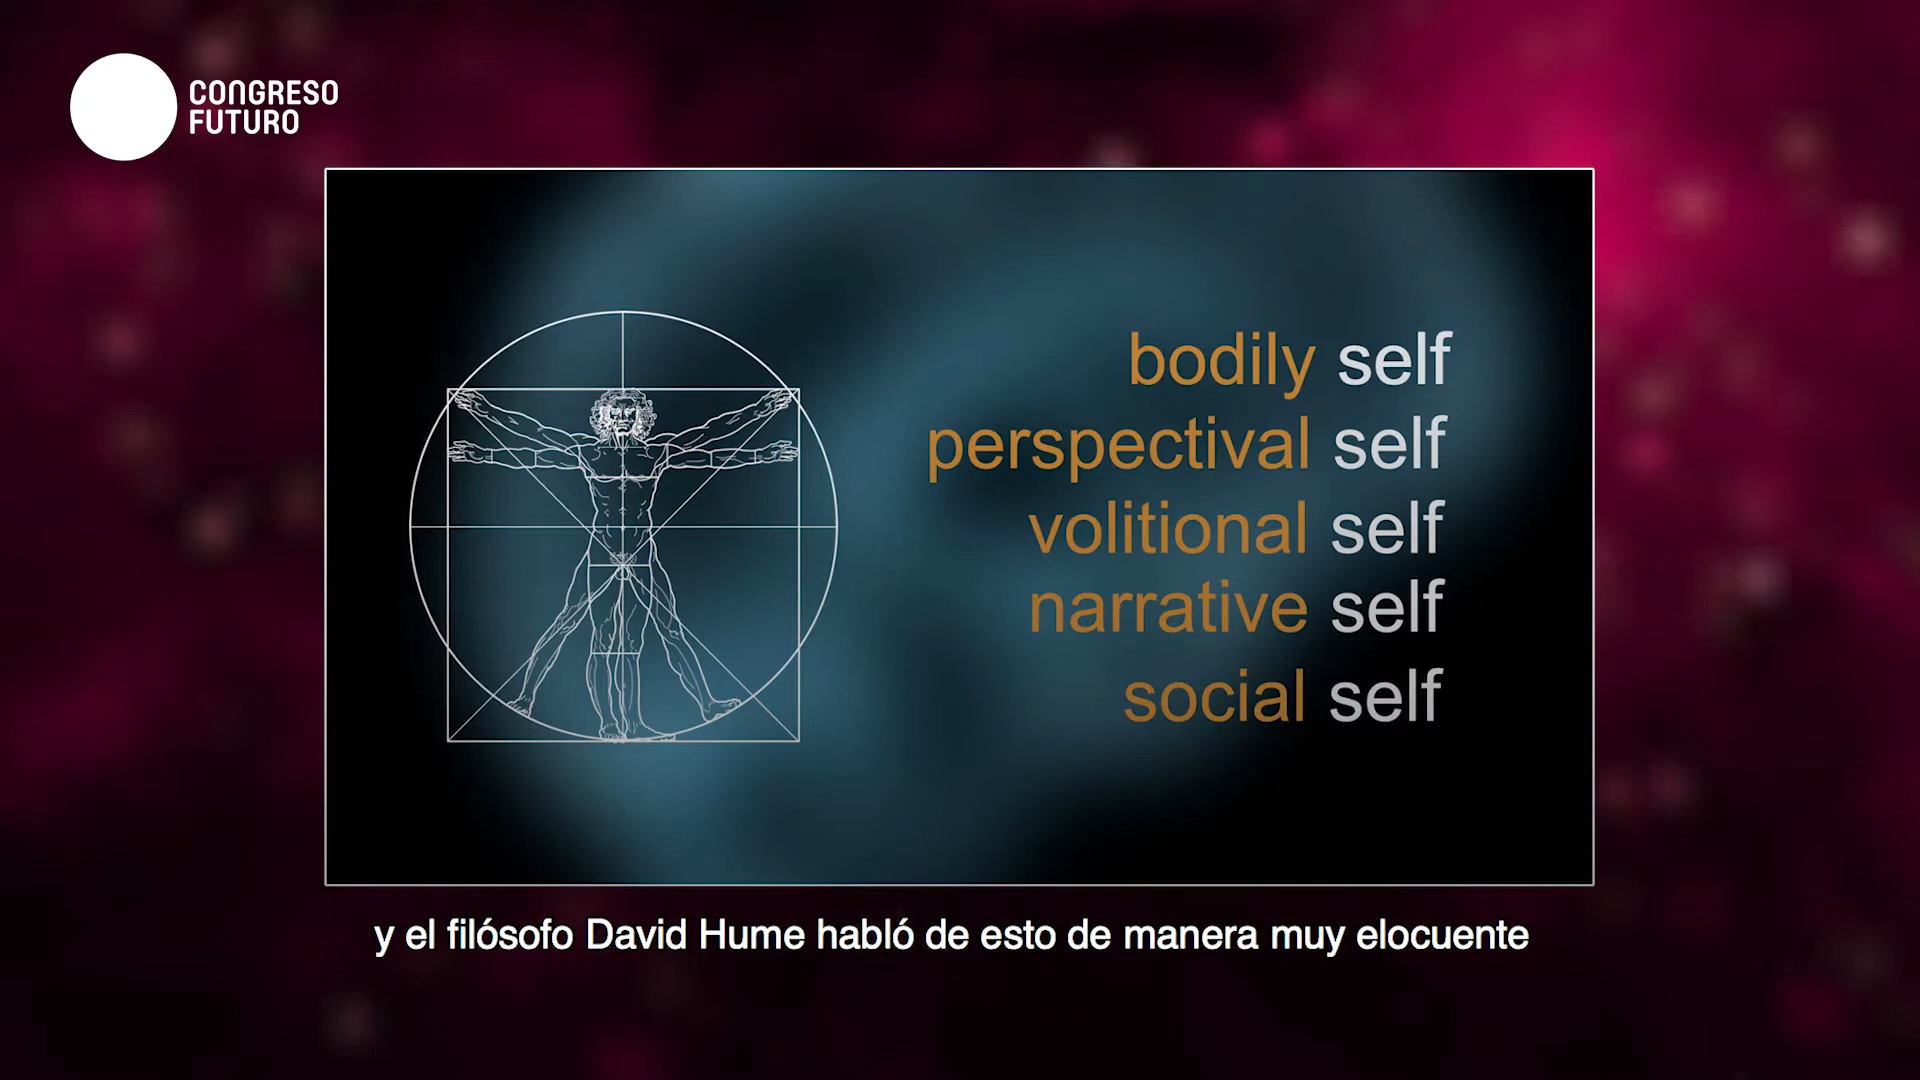 CONGRESO
FUTURO
bodily self
perspectival self
volitional self
narrative self
social self
y el filósofo David Hume habló de esto de manera muy elocuente